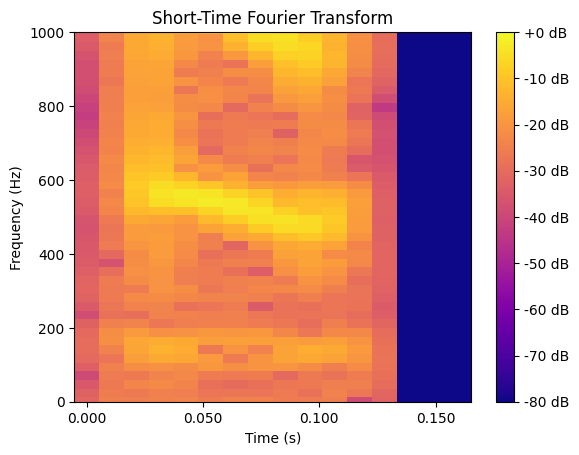 Short-Time Fourier Transform
1000
800
600
400
200
0
Frequency (Hz)
0.000
0.050
0.100
0.150
Time (s)
+0 dB
-10 dB
-20 dB
-30 dB
-40 dB
-50 dB
-60 dB
-70 dB
-80 dB